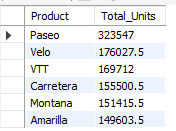 Product Total_Units
Paseo 323547
Velo 176027.5
VTT 169712
Carretera 155500.5
Montana 151415.5
Amarilla 149603.5